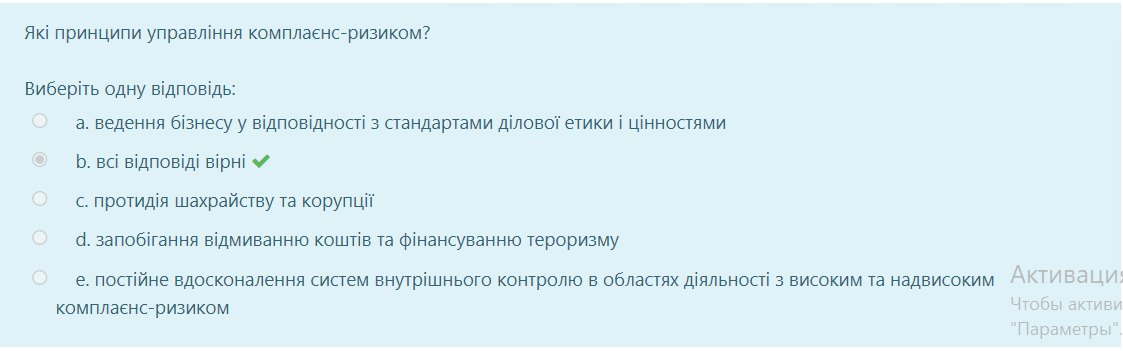 Які принципи управління комплаєнс-ризиком?
Виберіть одну відповідь:
a. ведення бізнесу у відповідності з стандартами ділової етики і цінностями
b. всі відповіді вірні
c. протидія шахрайству та корупції
d. запобігання відмиванню коштів та фінансуванню тероризму
e. постійне вдосконалення систем внутрішнього контролю в областях діяльності з високим та надвисоким
комплаєнс-ризиком
Активация
Чтобы активи
"Параметры".